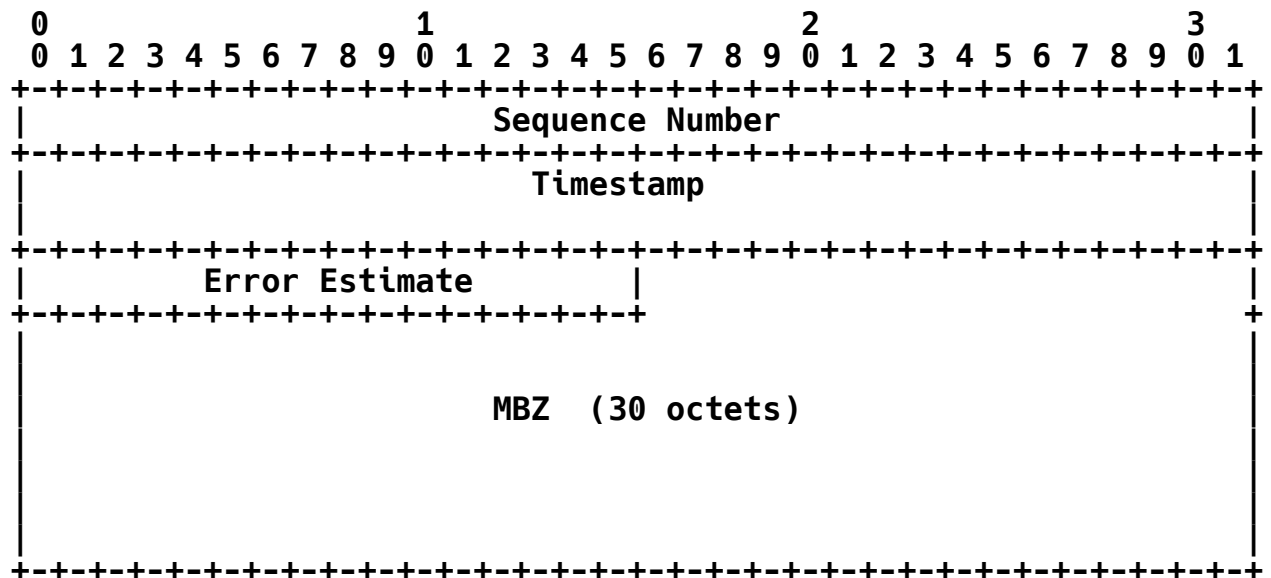 0                   1                   2                   3
 0 1 2 3 4 5 6 7 8 9 0 1 2 3 4 5 6 7 8 9 0 1 2 3 4 5 6 7 8 9 0 1
+-+-+-+-+-+-+-+-+-+-+-+-+-+-+-+-+-+-+-+-+-+-+-+-+-+-+-+-+-+-+-+-+
|                        Sequence Number                        |
+-+-+-+-+-+-+-+-+-+-+-+-+-+-+-+-+-+-+-+-+-+-+-+-+-+-+-+-+-+-+-+-+
|                          Timestamp                            |
|                                                               |
+-+-+-+-+-+-+-+-+-+-+-+-+-+-+-+-+-+-+-+-+-+-+-+-+-+-+-+-+-+-+-+-+
|         Error Estimate        |                               |
+-+-+-+-+-+-+-+-+-+-+-+-+-+-+-+-+                               +
|                                                               |
|                                                               |
|                        MBZ  (30 octets)                       |
|                                                               |
|                                                               |
|                                                               |
|                                                               |
+-+-+-+-+-+-+-+-+-+-+-+-+-+-+-+-+-+-+-+-+-+-+-+-+-+-+-+-+-+-+-+-+